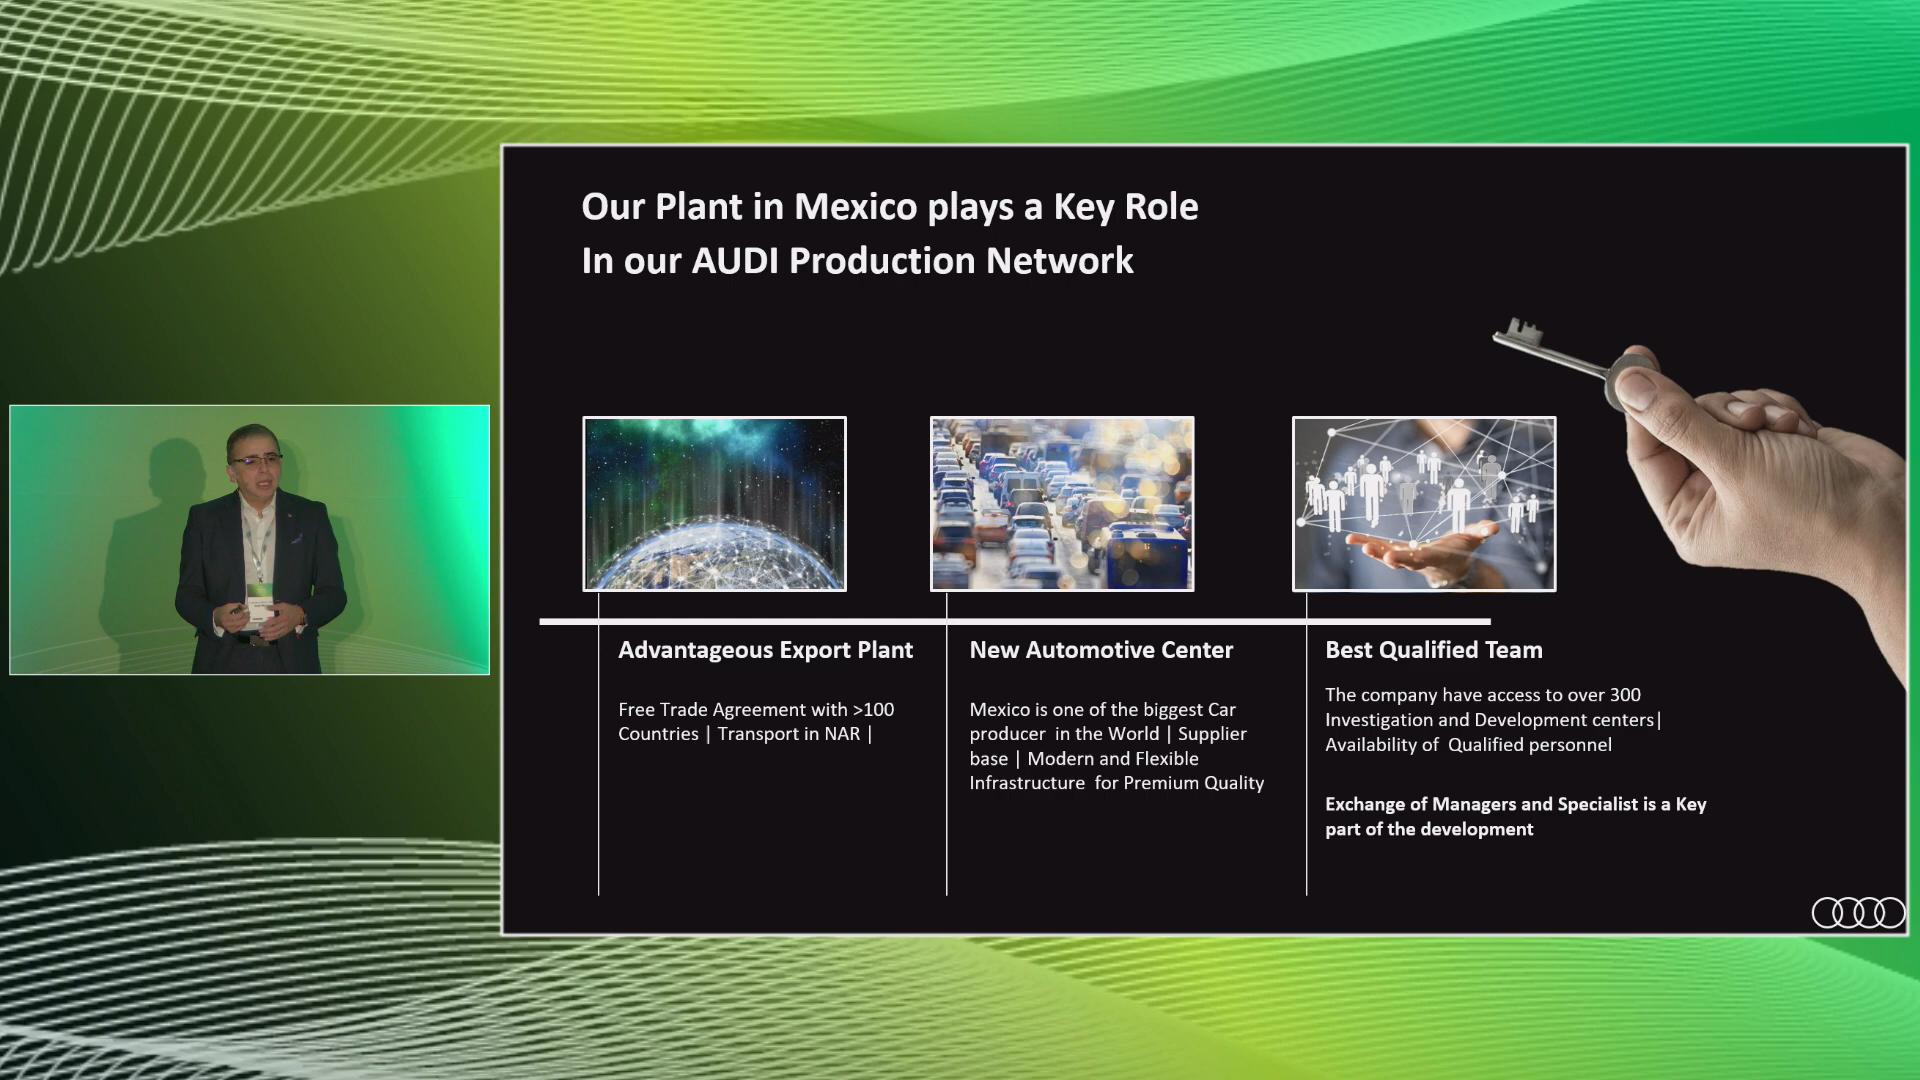 Our Plant in Mexico plays a Key Role
In our AUDI Production Network
Advantageous Export Plant
Free Trade Agreement with >100
Countries | Transport in NAR |
New Automotive Center
Mexico is one of the biggest Car
producer in the World | Supplier
base | Modern and Flexible
Infrastructure for Premium Quality
Best Qualified Team
The company have access to over 300
Investigation and Development centers|
Availability of Qualified personnel
Exchange of Managers and Specialist is a Key
part of the development